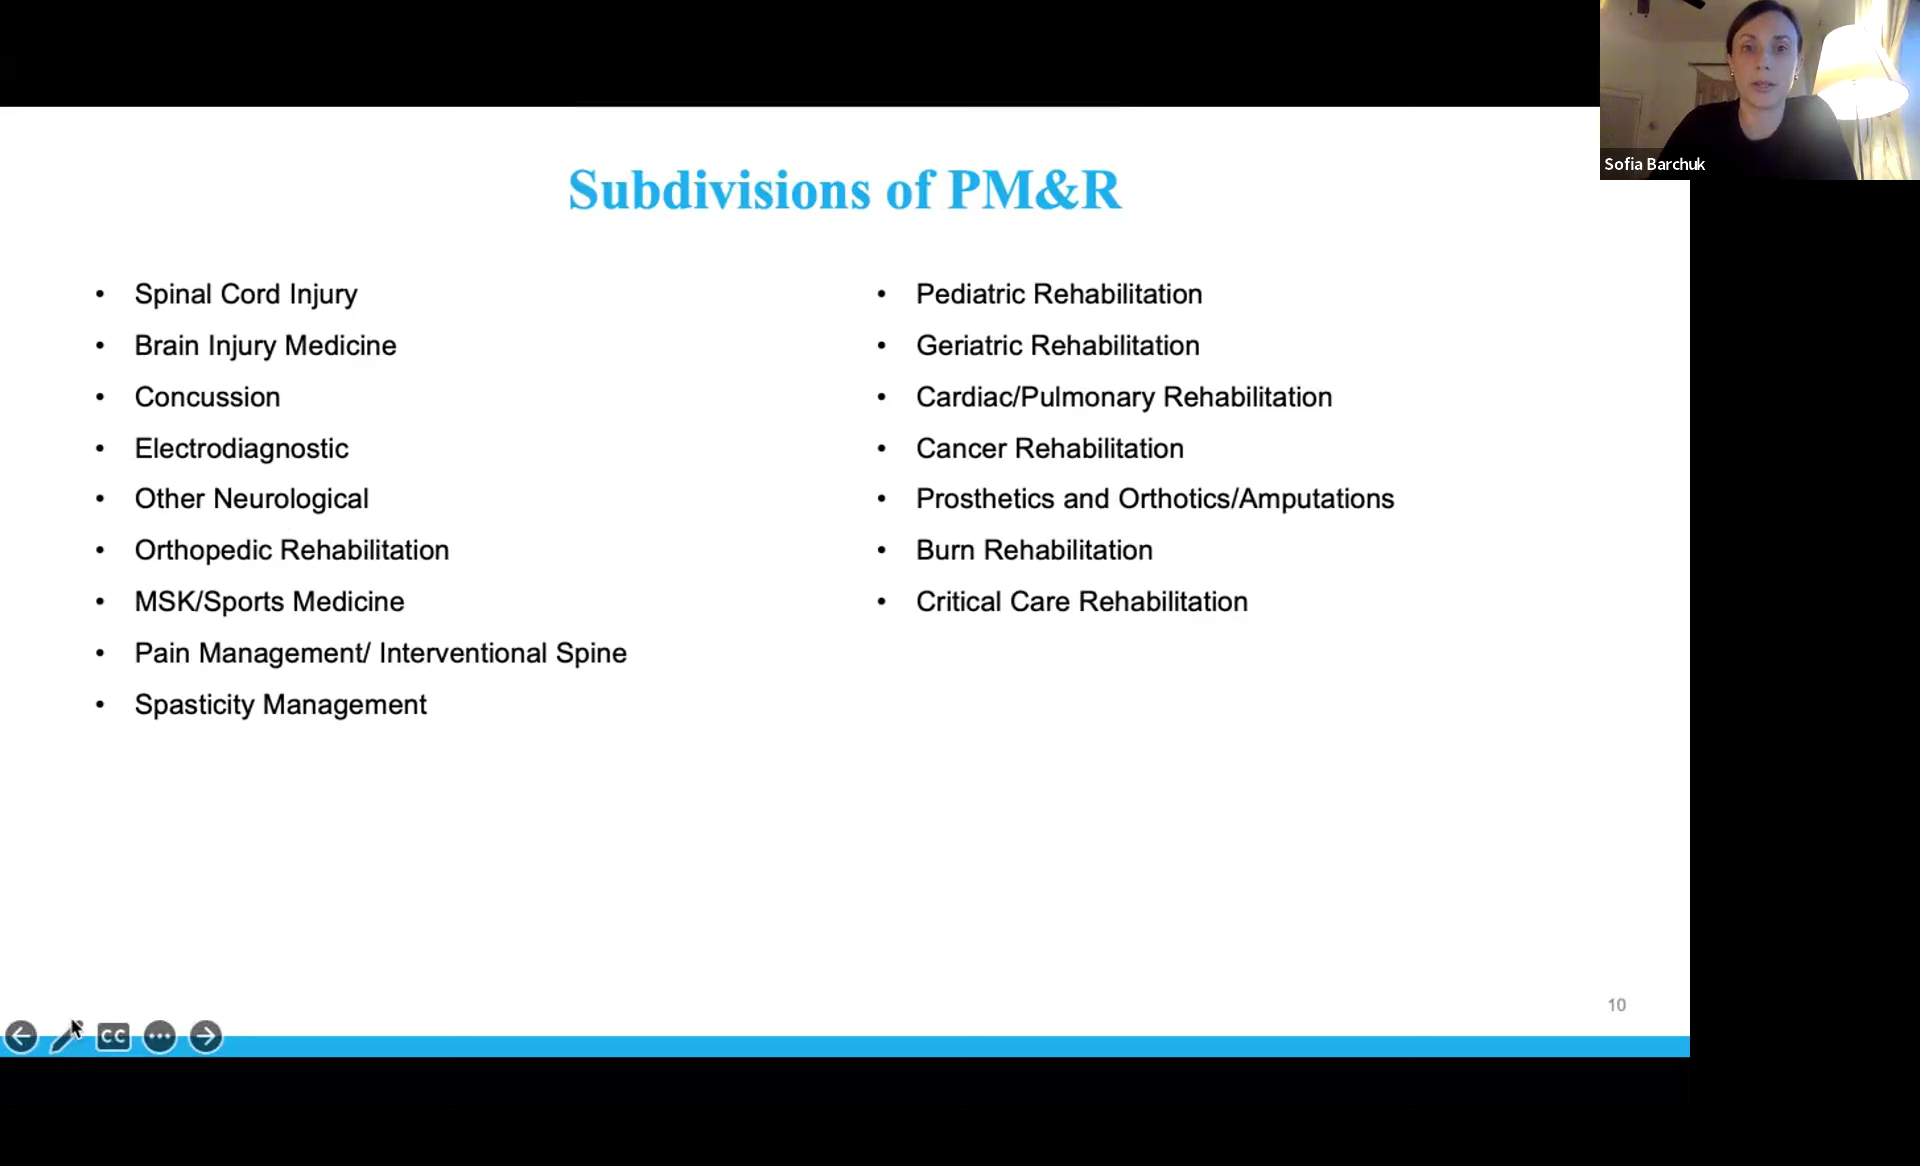 Sofia Barchuk
Subdivisions of PM&R
• Spinal Cord Injury
• Brain Injury Medicine
• Concussion
• Electrodiagnostic
• Other Neurological
• Orthopedic Rehabilitation
• MSK/Sports Medicine
• Pain Management/ Interventional Spine
• Spasticity Management
• Pediatric Rehabilitation
• Geriatric Rehabilitation
• Cardiac/Pulmonary Rehabilitation
• Cancer Rehabilitation
• Prosthetics and Orthotics/Amputations
• Burn Rehabilitation
• Critical Care Rehabilitation
10
CC